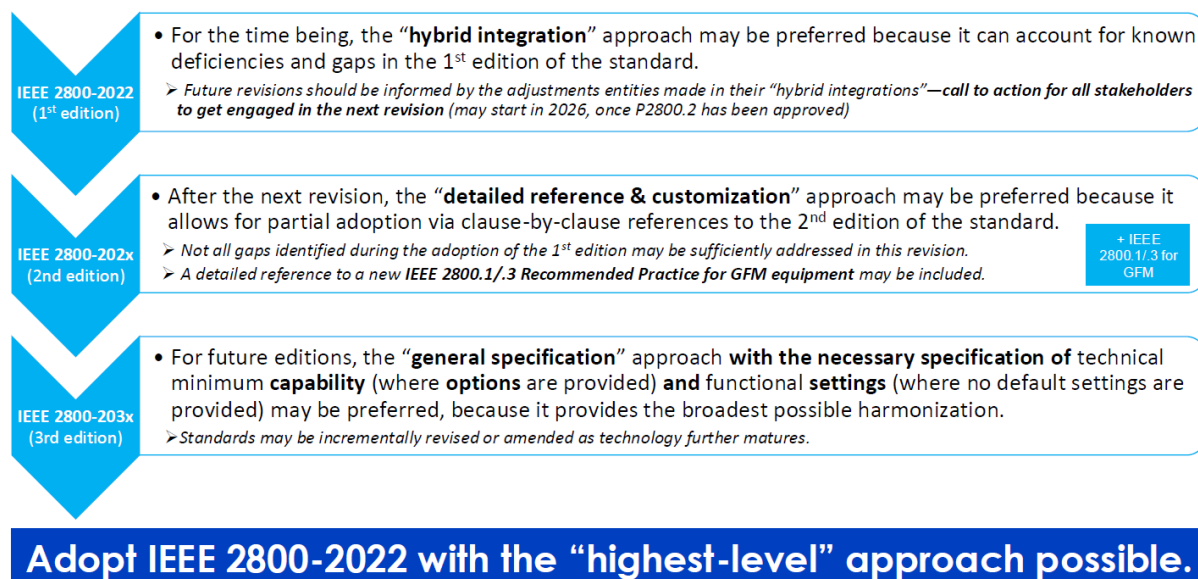 IEEE 2800-2022
(1st edition)
• For the time being, the “hybrid integration” approach may be preferred because it can account for known
deficiencies and gaps in the 1st edition of the standard.
➢ Future revisions should be informed by the adjustments entities made in their “hybrid integrations”—call to action for all stakeholders
to get engaged in the next revision (may start in 2026, once P2800.2 has been approved)
IEEE 2800-202x
(2nd edition)
• After the next revision, the “detailed reference & customization” approach may be preferred because it
allows for partial adoption via clause-by-clause references to the 2nd edition of the standard.
➢ Not all gaps identified during the adoption of the 1st edition may be sufficiently addressed in this revision.
➢ A detailed reference to a new IEEE 2800.1/.3 Recommended Practice for GFM equipment may be included.
+ IEEE
2800.1/.3 for
GFM
IEEE 2800-203x
(3rd edition)
• For future editions, the “general specification” approach with the necessary specification of technical
minimum capability (where options are provided) and functional settings (where no default settings are
provided) may be preferred, because it provides the broadest possible harmonization.
➢Standards may be incrementally revised or amended as technology further matures.
Adopt IEEE 2800-2022 with the “highest-level” approach possible.